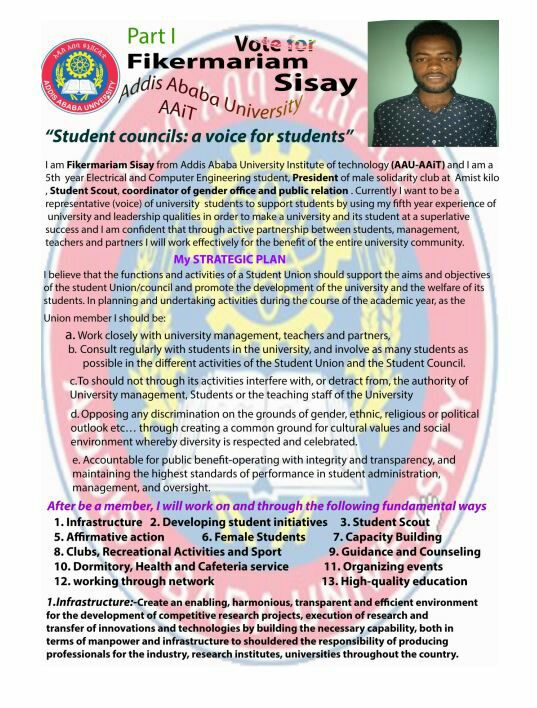 Part I
Vote for
Fikermariam
Sisay
Addis Ababa University
AAiT
ADDIS ABABA UNIVERSITY
"Student councils: a voice for students"
I am Fikermariam Sisay from Addis Ababa University Institute of technology (AAU-AAiT) and I am a
5th year Electrical and Computer Engineering student, President of male solidarity club at Amist kilo
, Student Scout, coordinator of gender office and public relation . Currently I want to be a
representative (voice) of university students to support students by using my fifth year experience of
university and leadership qualities in order to make a university and its student at a superlative
success and I am confident that through active partnership between students, management,
teachers and partners I will work effectively for the benefit of the entire university community.
My STRATEGIC PLAN
I believe that the functions and activities of a Student Union should support the aims and objectives
of the student Union/council and promote the development of the university and the welfare of its
students. In planning and undertaking activities during the course of the academic year, as the
Union member I should be:
a. Work closely with university management, teachers and partners,
b. Consult regularly with students in the university, and involve as many students as
possible in the different activities of the Student Union and the Student Council.
c.To should not through its activities interfere with, or detract from, the authority of
University management, Students or the teaching staff of the University
d. Opposing any discrimination on the grounds of gender, ethnic, religious or political
outlook etc… through creating a common ground for cultural values and social
environment whereby diversity is respected and celebrated.
e. Accountable for public benefit-operating with integrity and transparency, and
maintaining the highest standards of performance in student administration,
management, and oversight.
After be a member, I will work on and through the following fundamental ways
1. Infrastructure 2. Developing student initiatives 3. Student Scout
5. Affirmative action 6. Female Students 7. Capacity Building
8. Clubs, Recreational Activities and Sport 9. Guidance and Counseling
10. Dormitory, Health and Cafeteria service 11. Organizing events
12. working through network 13. High-quality education
1.Infrastructure:-Create an enabling, harmonious, transparent and efficient environment
for the development of competitive research projects, execution of research and
transfer of innovations and technologies by building the necessary capability, both in
terms of manpower and infrastructure to shouldered the responsibility of producing
professionals for the industry, research institutes, universities throughout the country.